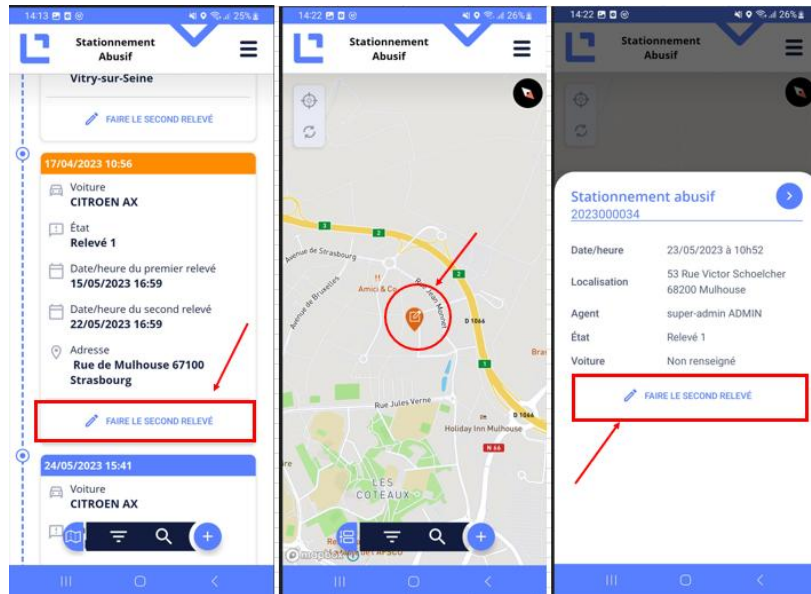 14:13
25%
Stationnement
Abusif
Vitry-sur-Seine
FAIRE LE SECOND RELEVÉ
17/04/2023 10:56
Voiture
CITROEN AX
État
Relevé 1
Date/heure du premier relevé
15/05/2023 16:59
Date/heure du second relevé
22/05/2023 16:59
Adresse
Rue de Mulhouse 67100
Strasbourg
FAIRE LE SECOND RELEVÉ
24/05/2023 15:41
Voiture
CITROEN AX
14:22
26%
Stationnement
Abusif
2
2
Avenue de Strasbourg
2
Amici & Co
Rue Jean Monnet
Avenue de Bruxelles
D 1066
1
Rue Jules Verne
D 1066
Holiday Inn Mulhouse
N 66
LES
COTEAUX
mapbox
14:22
26%
Stationnement
Abusif
Stationnement abusif
2023000034
Date/heure 23/05/2023 à 10h52
Localisation 53 Rue Victor Schoelcher
68200 Mulhouse
Agent super-admin ADMIN
État Relevé 1
Voiture Non renseigné
FAIRE LE SECOND RELEVÉ